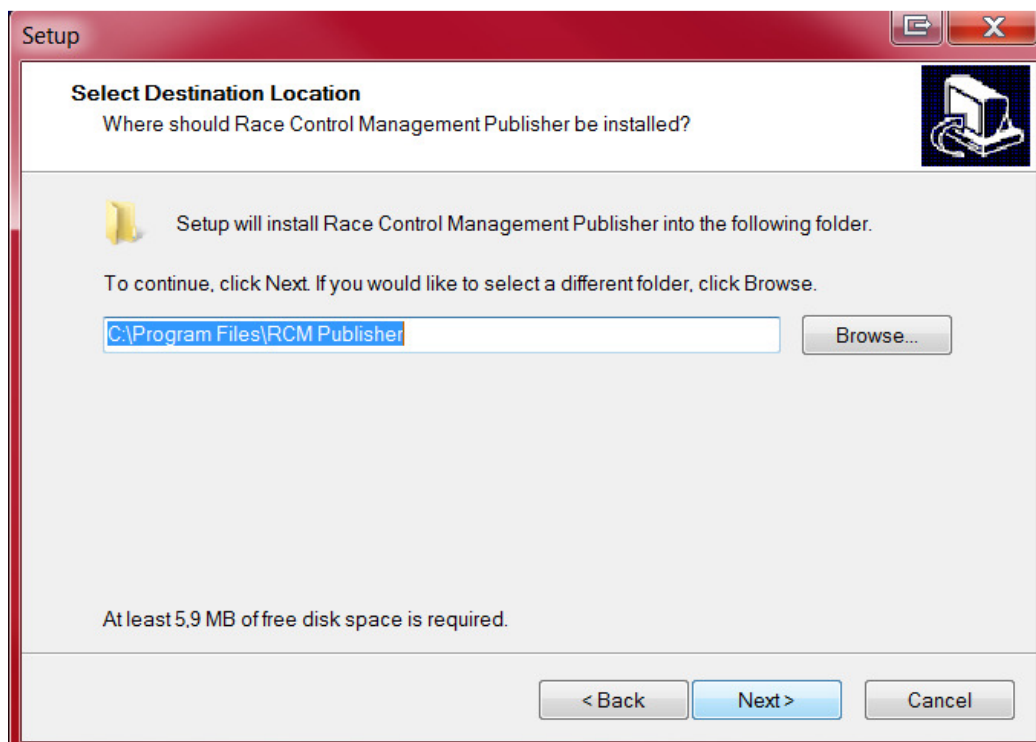 Setup
Select Destination Location
Where should Race Control Management Publisher be installed?
Setup will install Race Control Management Publisher into the following folder.
To continue, click Next. If you would like to select a different folder, click Browse.
C:\Program Files\RCM Publisher
Browse...
At least 5,9 MB of free disk space is required.
< Back
Next >
Cancel